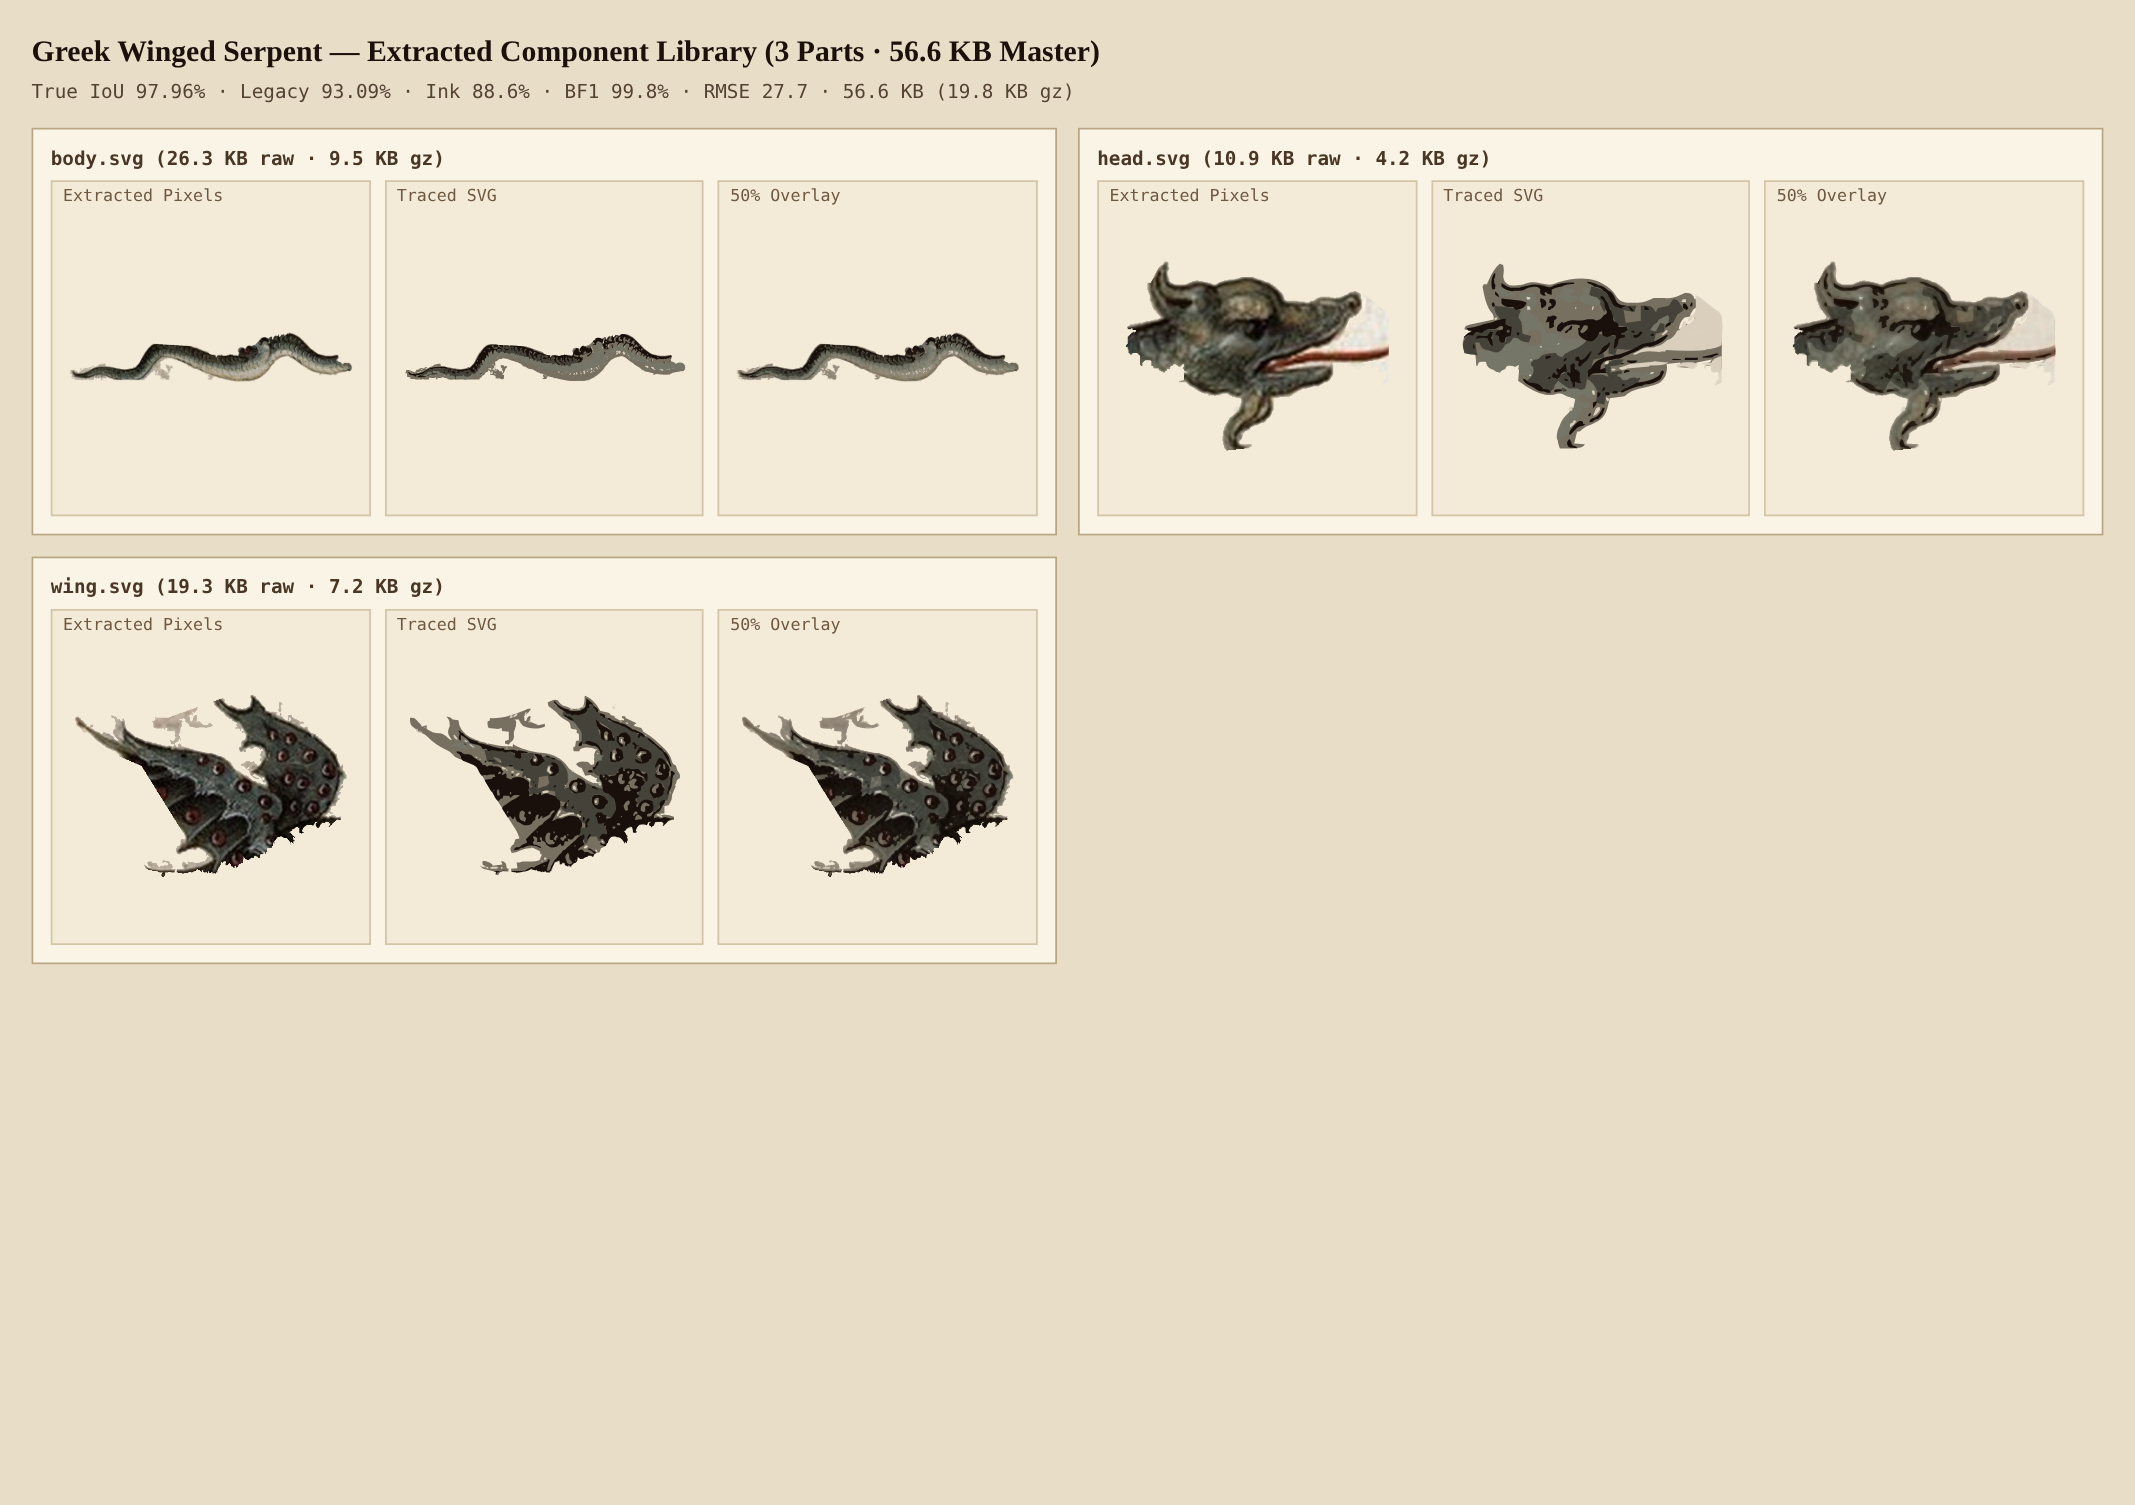 Greek Winged Serpent — Extracted Component Library (3 Parts · 56.6 KB Master)
True IoU 97.96% · Legacy 93.09% · Ink 88.6% · BF1 99.8% · RMSE 27.7 · 56.6 KB (19.8 KB gz)
body.svg (26.3 KB raw · 9.5 KB gz)
Extracted Pixels
Traced SVG
50% Overlay
head.svg (10.9 KB raw · 4.2 KB gz)
Extracted Pixels
Traced SVG
50% Overlay
wing.svg (19.3 KB raw · 7.2 KB gz)
Extracted Pixels
Traced SVG
50% Overlay